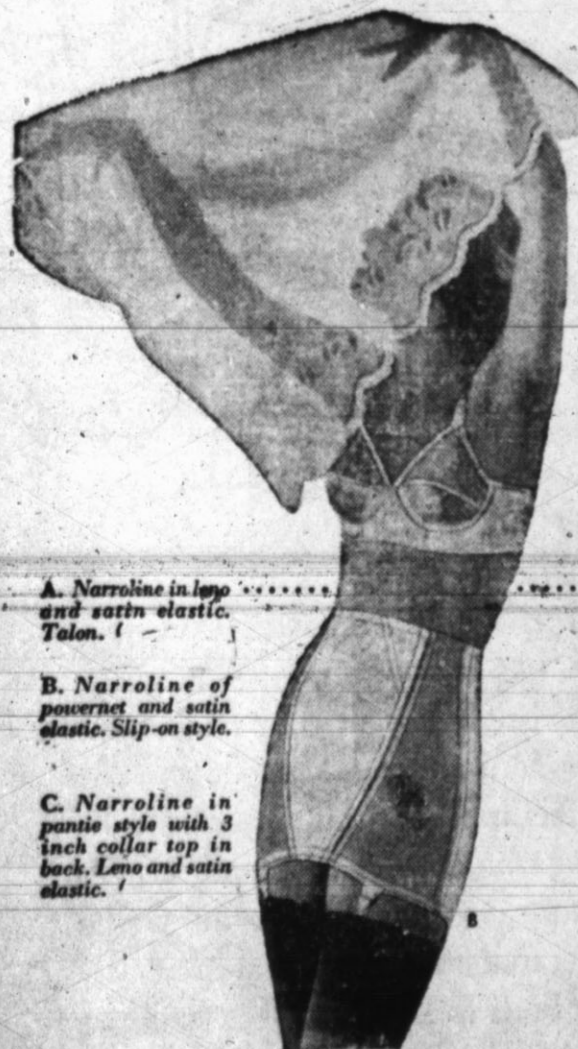 A. Narroline in leno
and satin elastic.
Talon.
B. Narroline of
powernet and satin
elastic. Slip-on style.
C. Narroline in
pantie style with 3
inch collar top in
back. Leno and satin
elastic.
B